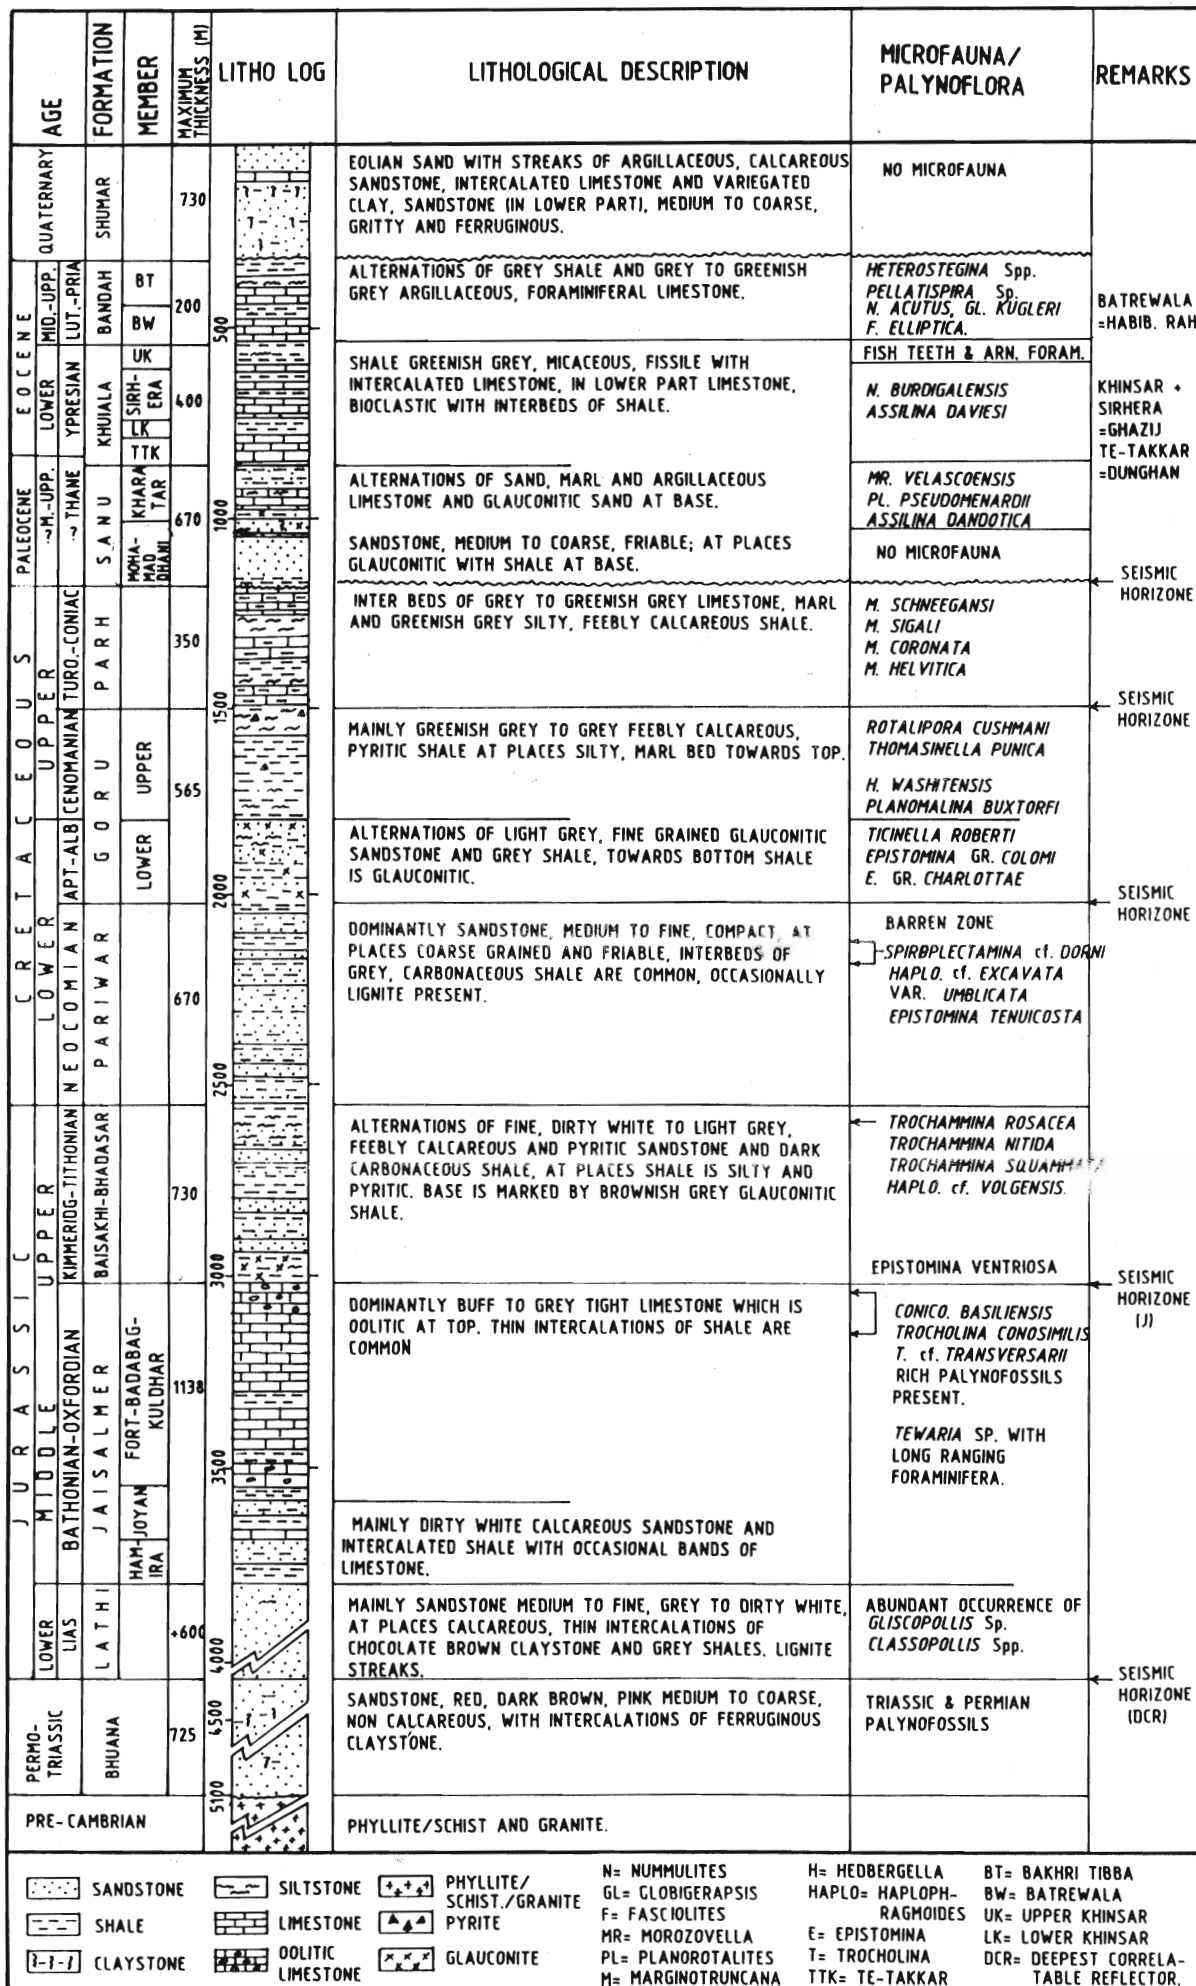 AGE
FORMATION
MEMBER
MAXIMUM
THICKNESS (M)
LITHO LOG
LITHOLOGICAL DESCRIPTION
MICROFAUNA/
PALYNOFLORA
REMARKS
QUATERNARY
SHUMAR
730
EOLIAN SAND WITH STREAKS OF ARGILLACEOUS, CALCAREOUS
SANDSTONE, INTERCALATED LIMESTONE AND VARIEGATED
CLAY, SANDSTONE (IN LOWER PART), MEDIUM TO COARSE,
GRITTY AND FERRUGINOUS.
NO MICROFAUNA
EOCENE
MID.-UPP.
LUT.-PRIA
BANDAH
BT
BW
200
500
ALTERNATIONS OF GREY SHALE AND GREY TO GREENISH
GREY ARGILLACEOUS, FORAMINIFERAL LIMESTONE.
HETEROSTEGINA Spp.
PELLATISPIRA Sp.
N. ACUTUS, GL. KUGLERI
F. ELLIPTICA.
BATREWALA
=HABIB. RAH
LOWER
YPRESIAN
KHUIALA
UK
SIRH-
ERA
LK
TTK
400
SHALE GREENISH GREY, MICACEOUS, FISSILE WITH
INTERCALATED LIMESTONE, IN LOWER PART LIMESTONE,
BIOCLASTIC WITH INTERBEDS OF SHALE.
FISH TEETH & ARN. FORAM.
N. BURDIGALENSIS
ASSILINA DAVIESI
KHINSAR +
SIRHERA
=GHAZIJ
TE-TAKKAR
=DUNGHAN
PALEOCENE
?M.-UPP.
? THANE
SANU
KHARA
TAR
MOHA-
MAD
DHANI
670
1000
ALTERNATIONS OF SAND, MARL AND ARGILLACEOUS
LIMESTONE AND GLAUCONITIC SAND AT BASE.
SANDSTONE, MEDIUM TO COARSE, FRIABLE; AT PLACES
GLAUCONITIC WITH SHALE AT BASE.
MR. VELASCOENSIS
PL. PSEUDOMENARDII
ASSILINA DANDOTICA
NO MICROFAUNA
SEISMIC
HORIZONE
CRETACEOUS
UPPER
TURO.-CONIAC
PARH
350
1500
INTER BEDS OF GREY TO GREENISH GREY LIMESTONE, MARL
AND GREENISH GREY SILTY, FEEBLY CALCAREOUS SHALE.
M. SCHNEEGANSI
M. SIGALI
M. CORONATA
M. HELVITICA
SEISMIC
HORIZONE
CENOMANIAN
GORU
UPPER
565
MAINLY GREENISH GREY TO GREY FEEBLY CALCAREOUS,
PYRITIC SHALE AT PLACES SILTY, MARL BED TOWARDS TOP.
ROTALIPORA CUSHMANI
THOMASINELLA PUNICA
H. WASHITENSIS
PLANOMALINA BUXTORFI
LOWER
APT-ALB
LOWER
2000
ALTERNATIONS OF LIGHT GREY, FINE GRAINED GLAUCONITIC
SANDSTONE AND GREY SHALE, TOWARDS BOTTOM SHALE
IS GLAUCONITIC.
TICINELLA ROBERTI
EPISTOMINA GR. COLOMI
E. GR. CHARLOTTAE
SEISMIC
HORIZONE
NEOCOMIAN
PARIWAR
670
2500
DOMINANTLY SANDSTONE, MEDIUM TO FINE, COMPACT, AT
PLACES COARSE GRAINED AND FRIABLE, INTERBEDS OF
GREY, CARBONACEOUS SHALE ARE COMMON, OCCASIONALLY
LIGNITE PRESENT.
BARREN ZONE
SPIRBPLECTAMINA cf. DORNI
HAPLO. cf. EXCAVATA
VAR. UMBLICATA
EPISTOMINA TENUICOSTA
JURASSIC
UPPER
KIMMERIDG-TITHONIAN
BAISAKHI-BHADASAR
730
3000
ALTERNATIONS OF FINE, DIRTY WHITE TO LIGHT GREY,
FEEBLY CALCAREOUS AND PYRITIC SANDSTONE AND DARK
CARBONACEOUS SHALE, AT PLACES SHALE IS SILTY AND
PYRITIC. BASE IS MARKED BY BROWNISH GREY GLAUCONITIC
SHALE.
TROCHAMMINA ROSACEA
TROCHAMMINA NITIDA
TROCHAMMINA SQUAMMATA
HAPLO. cf. VOLGENSIS.
EPISTOMINA VENTRIOSA
SEISMIC
HORIZONE
(J)
MIDDLE
BATHONIAN-OXFORDIAN
JAISALMER
FORT-BADABAG-
KULDHAR
JOYAN
HAM-
IRA
1138
3500
DOMINANTLY BUFF TO GREY TIGHT LIMESTONE WHICH IS
OOLITIC AT TOP. THIN INTERCALATIONS OF SHALE ARE
COMMON
MAINLY DIRTY WHITE CALCAREOUS SANDSTONE AND
INTERCALATED SHALE WITH OCCASIONAL BANDS OF
LIMESTONE.
CONICO. BASILIENSIS
TROCHOLINA CONOSIMILIS
T. cf. TRANSVERSARII
RICH PALYNOFOSSILS
PRESENT.
TEWARIA SP. WITH
LONG RANGING
FORAMINIFERA.
LOWER
LIAS
LATHI
+600
4000
MAINLY SANDSTONE MEDIUM TO FINE, GREY TO DIRTY WHITE,
AT PLACES CALCAREOUS, THIN INTERCALATIONS OF
CHOCOLATE BROWN CLAYSTONE AND GREY SHALES. LIGNITE
STREAKS.
ABUNDANT OCCURRENCE OF
GLISCOPOLLIS Sp.
CLASSOPOLLIS Spp.
SEISMIC
HORIZONE
(DCR)
PERMO-
TRIASSIC
BHUANA
725
4500
5100
SANDSTONE, RED, DARK BROWN, PINK MEDIUM TO COARSE,
NON CALCAREOUS, WITH INTERCALATIONS OF FERRUGINOUS
CLAYSTONE.
TRIASSIC & PERMIAN
PALYNOFOSSILS
PRE-CAMBRIAN
PHYLLITE/SCHIST AND GRANITE.
SANDSTONE
SHALE
CLAYSTONE
SILTSTONE
LIMESTONE
OOLITIC
LIMESTONE
PHYLLITE/
SCHIST./GRANITE
PYRITE
GLAUCONITE
N= NUMMULITES
GL= GLOBIGERAPSIS
F= FASCIOLITES
MR= MOROZOVELLA
PL= PLANOROTALITES
M= MARGINOTRUNCANA
H= HEDBERGELLA
HAPLO= HAPLOPH-
RAGMOIDES
E= EPISTOMINA
T= TROCHOLINA
TTK= TE-TAKKAR
BT= BAKHRI TIBBA
BW= BATREWALA
UK= UPPER KHINSAR
LK= LOWER KHINSAR
DCR= DEEPEST CORRELA-
TABLE REFLECTOR.